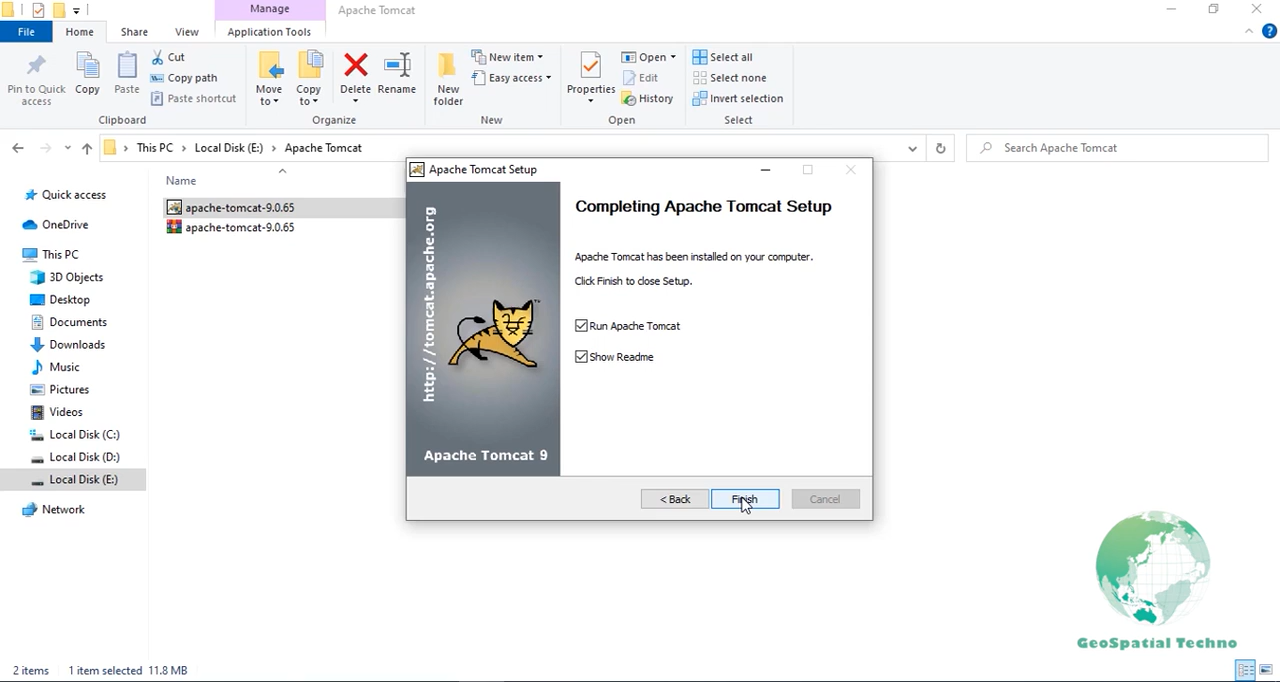 Manage
Apache Tomcat
File
Home
Share
View
Application Tools
Pin to Quick
access
Copy
Paste
Cut
Copy path
Paste shortcut
Clipboard
Move
to
Copy
to
Delete
Rename
Organize
New
folder
New item
Easy access
New
Properties
Open
Edit
History
Open
Select all
Select none
Invert selection
Select
This PC
Local Disk (E:)
Apache Tomcat
Search Apache Tomcat
Quick access
OneDrive
This PC
3D Objects
Desktop
Documents
Downloads
Music
Pictures
Videos
Local Disk (C:)
Local Disk (D:)
Local Disk (E:)
Network
Name
apache-tomcat-9.0.65
apache-tomcat-9.0.65
Apache Tomcat Setup
http://tomcat.apache.org
Apache Tomcat 9
Completing Apache Tomcat Setup
Apache Tomcat has been installed on your computer.
Click Finish to close Setup.
Run Apache Tomcat
Show Readme
< Back
Finish
Cancel
GeoSpatial Techno
2 items
1 item selected 11.8 MB